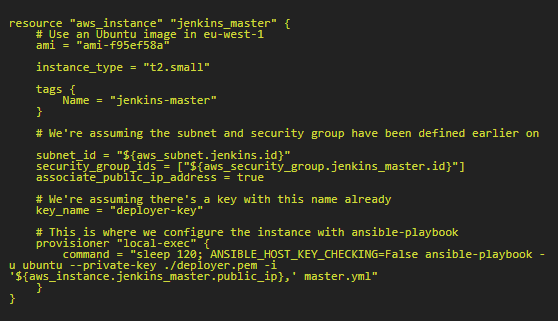 resource "aws_instance" "jenkins_master" {
# Use an Ubuntu image in eu-west-1
ami = "ami-f95ef58a"
instance_type = "t2.small"
tags {
Name = "jenkins-master"
}
# We're assuming the subnet and security group have been defined earlier on
subnet_id = "${aws_subnet.jenkins.id}"
security_group_ids = ["${aws_security_group.jenkins_master.id}"]
associate_public_ip_address = true
# We're assuming there's a key with this name already
key_name = "deployer-key"
# This is where we configure the instance with ansible-playbook
provisioner "local-exec" {
command = "sleep 120; ANSIBLE_HOST_KEY_CHECKING=False ansible-playbook -
u ubuntu --private-key ./deployer.pem -i
'${aws_instance.jenkins_master.public_ip},' master.yml"
}
}